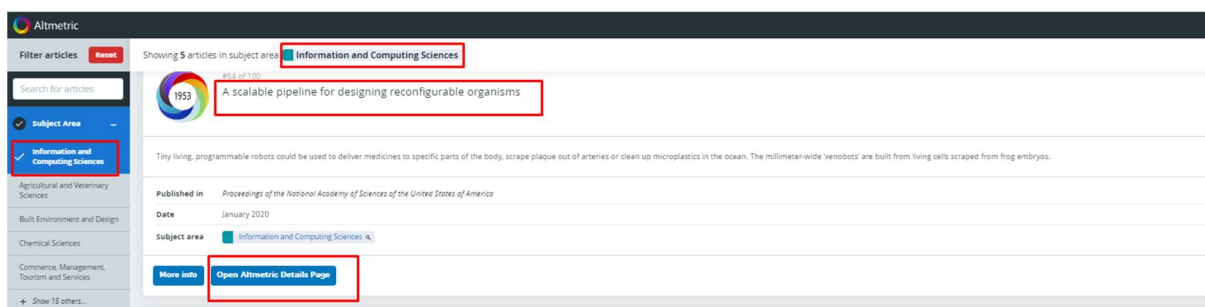 Altmetric
Filter articles Reset
Showing 5 articles in subject area Information and Computing Sciences
Search for articles
Subject Area
Information and
Computing Sciences
Agricultural and Veterinary
Sciences
Built Environment and Design
Chemical Sciences
Commerce, Management,
Tourism and Services
+ Show 15 others...
#54 of 100
1953
A scalable pipeline for designing reconfigurable organisms
Tiny living, programmable robots could be used to deliver medicines to specific parts of the body, scrape plaque out of arteries or clean up microplastics in the ocean. The millimeter-wide 'xenobots' are built from living cells scraped from frog embryos.
Published in Proceedings of the National Academy of Sciences of the United States of America
Date January 2020
Subject area Information and Computing Sciences
More info Open Altmetric Details Page